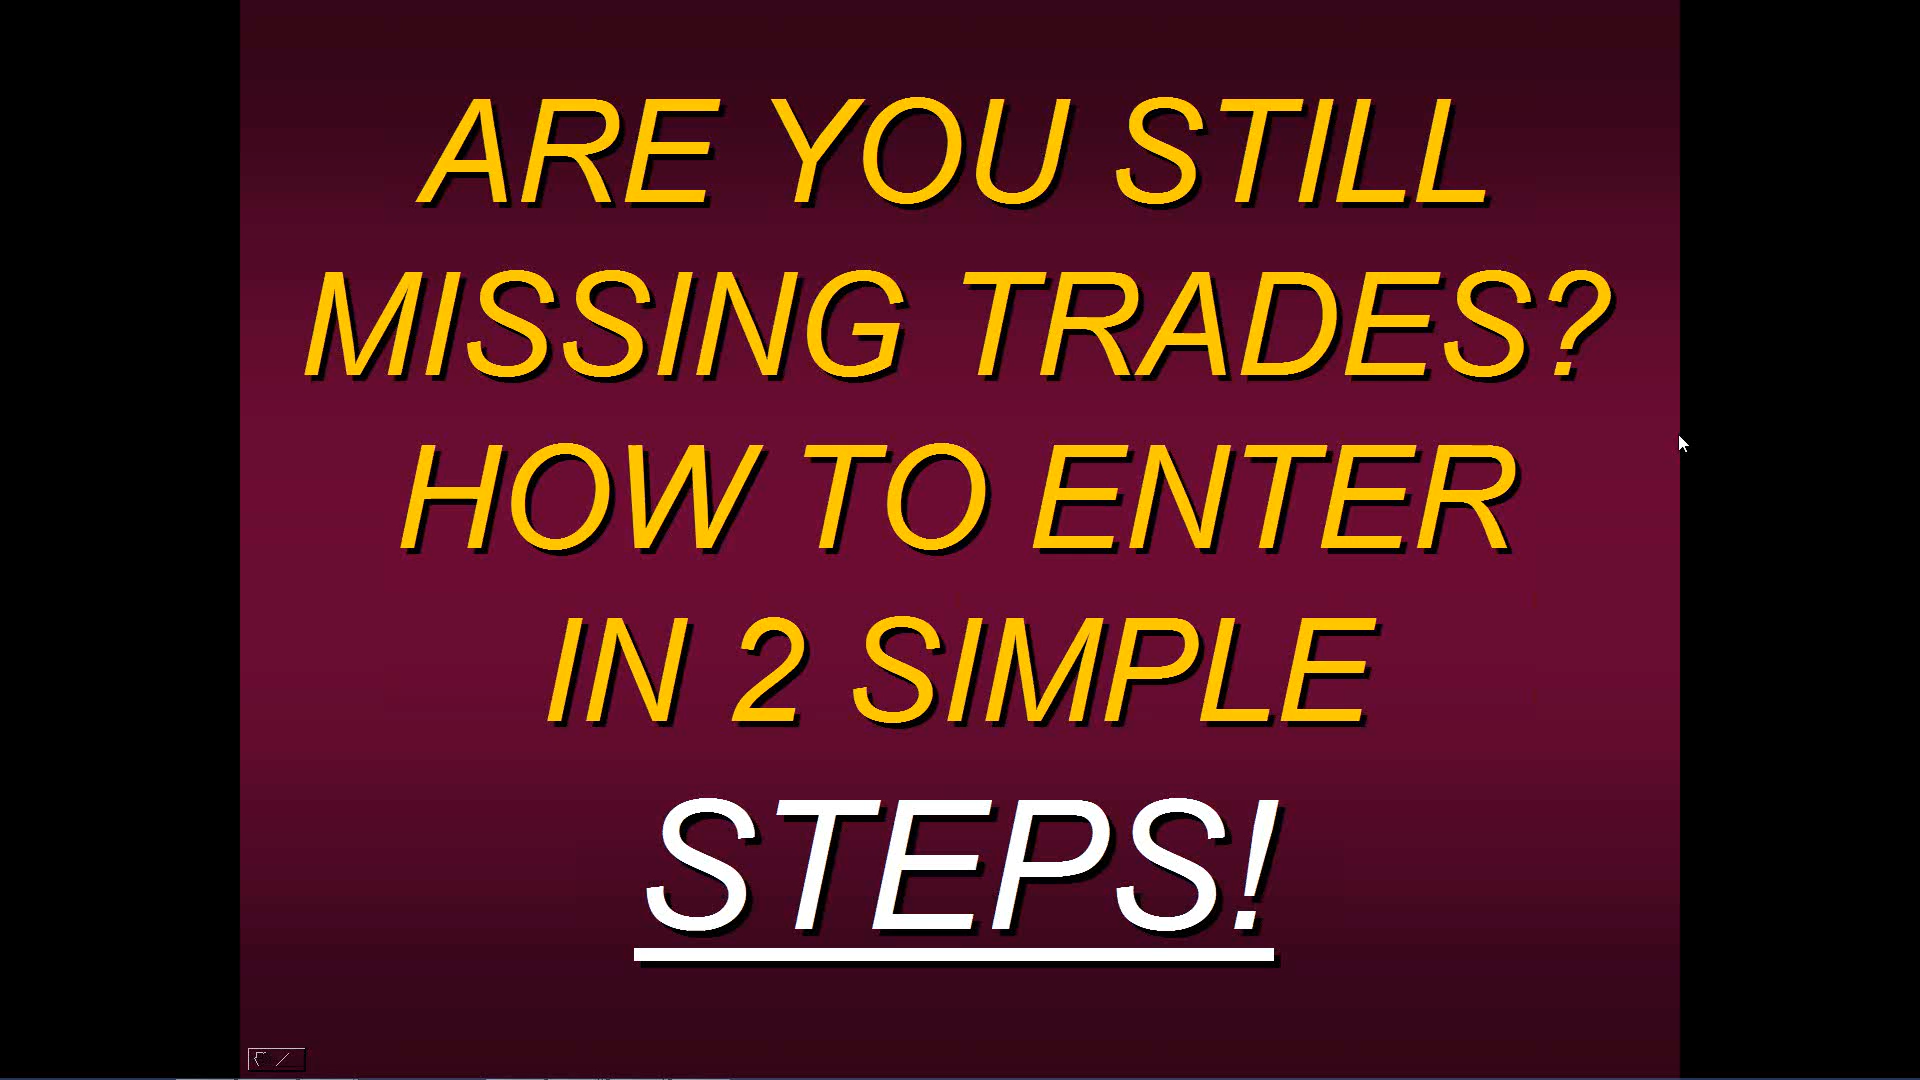 ARE YOU STILL
MISSING TRADES?
HOW TO ENTER
IN 2 SIMPLE
STEPS!